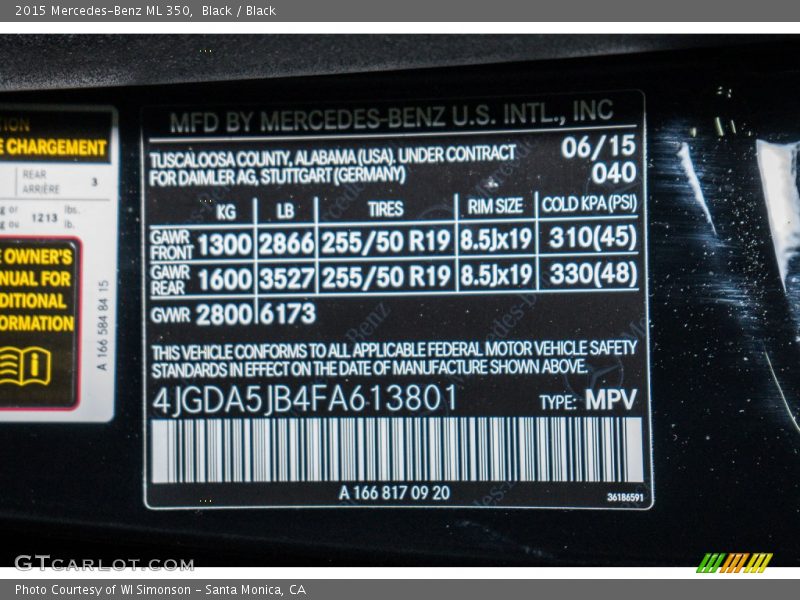 2015 Mercedes-Benz ML 350, Black / Black
E CHARGEMENT
REAR
ARRIÈRE 3
1213 lbs.
lb.
E OWNER'S
NUAL FOR
DITIONAL
FORMATION
A 166 584 84 15
MFD BY MERCEDES-BENZ U.S. INTL., INC
TUSCALOOSA COUNTY, ALABAMA (USA). UNDER CONTRACT 06/15
FOR DAIMLER AG, STUTTGART (GERMANY) 040
KG LB TIRES RIM SIZE COLD KPA (PSI)
GAWR FRONT 1300 2866 255/50 R19 8.5Jx19 310(45)
GAWR REAR 1600 3527 255/50 R19 8.5Jx19 330(48)
GVWR 2800 6173
THIS VEHICLE CONFORMS TO ALL APPLICABLE FEDERAL MOTOR VEHICLE SAFETY
STANDARDS IN EFFECT ON THE DATE OF MANUFACTURE SHOWN ABOVE.
4JGDA5JB4FA613801 TYPE: MPV
A 166 817 09 20 36186591
GTCARLOT.COM
Photo Courtesy of WI Simonson - Santa Monica, CA